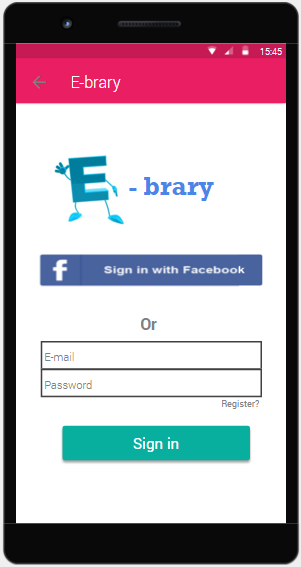 15:45
E-brary
E - brary
f Sign in with Facebook
Or
E-mail
Password
Register?
Sign in